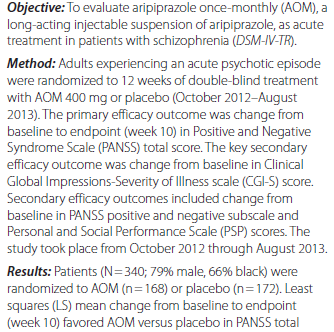 Objective: To evaluate aripiprazole once-monthly (AOM), a
long-acting injectable suspension of aripiprazole, as acute
treatment in patients with schizophrenia (DSM-IV-TR).
Method: Adults experiencing an acute psychotic episode
were randomized to 12 weeks of double-blind treatment
with AOM 400 mg or placebo (October 2012–August
2013). The primary efficacy outcome was change from
baseline to endpoint (week 10) in Positive and Negative
Syndrome Scale (PANSS) total score. The key secondary
efficacy outcome was change from baseline in Clinical
Global Impressions-Severity of Illness scale (CGI-S) score.
Secondary efficacy outcomes included change from
baseline in PANSS positive and negative subscale and
Personal and Social Performance Scale (PSP) scores. The
study took place from October 2012 through August 2013.
Results: Patients (N=340; 79% male, 66% black) were
randomized to AOM (n=168) or placebo (n=172). Least
squares (LS) mean change from baseline to endpoint
(week 10) favored AOM versus placebo in PANSS total